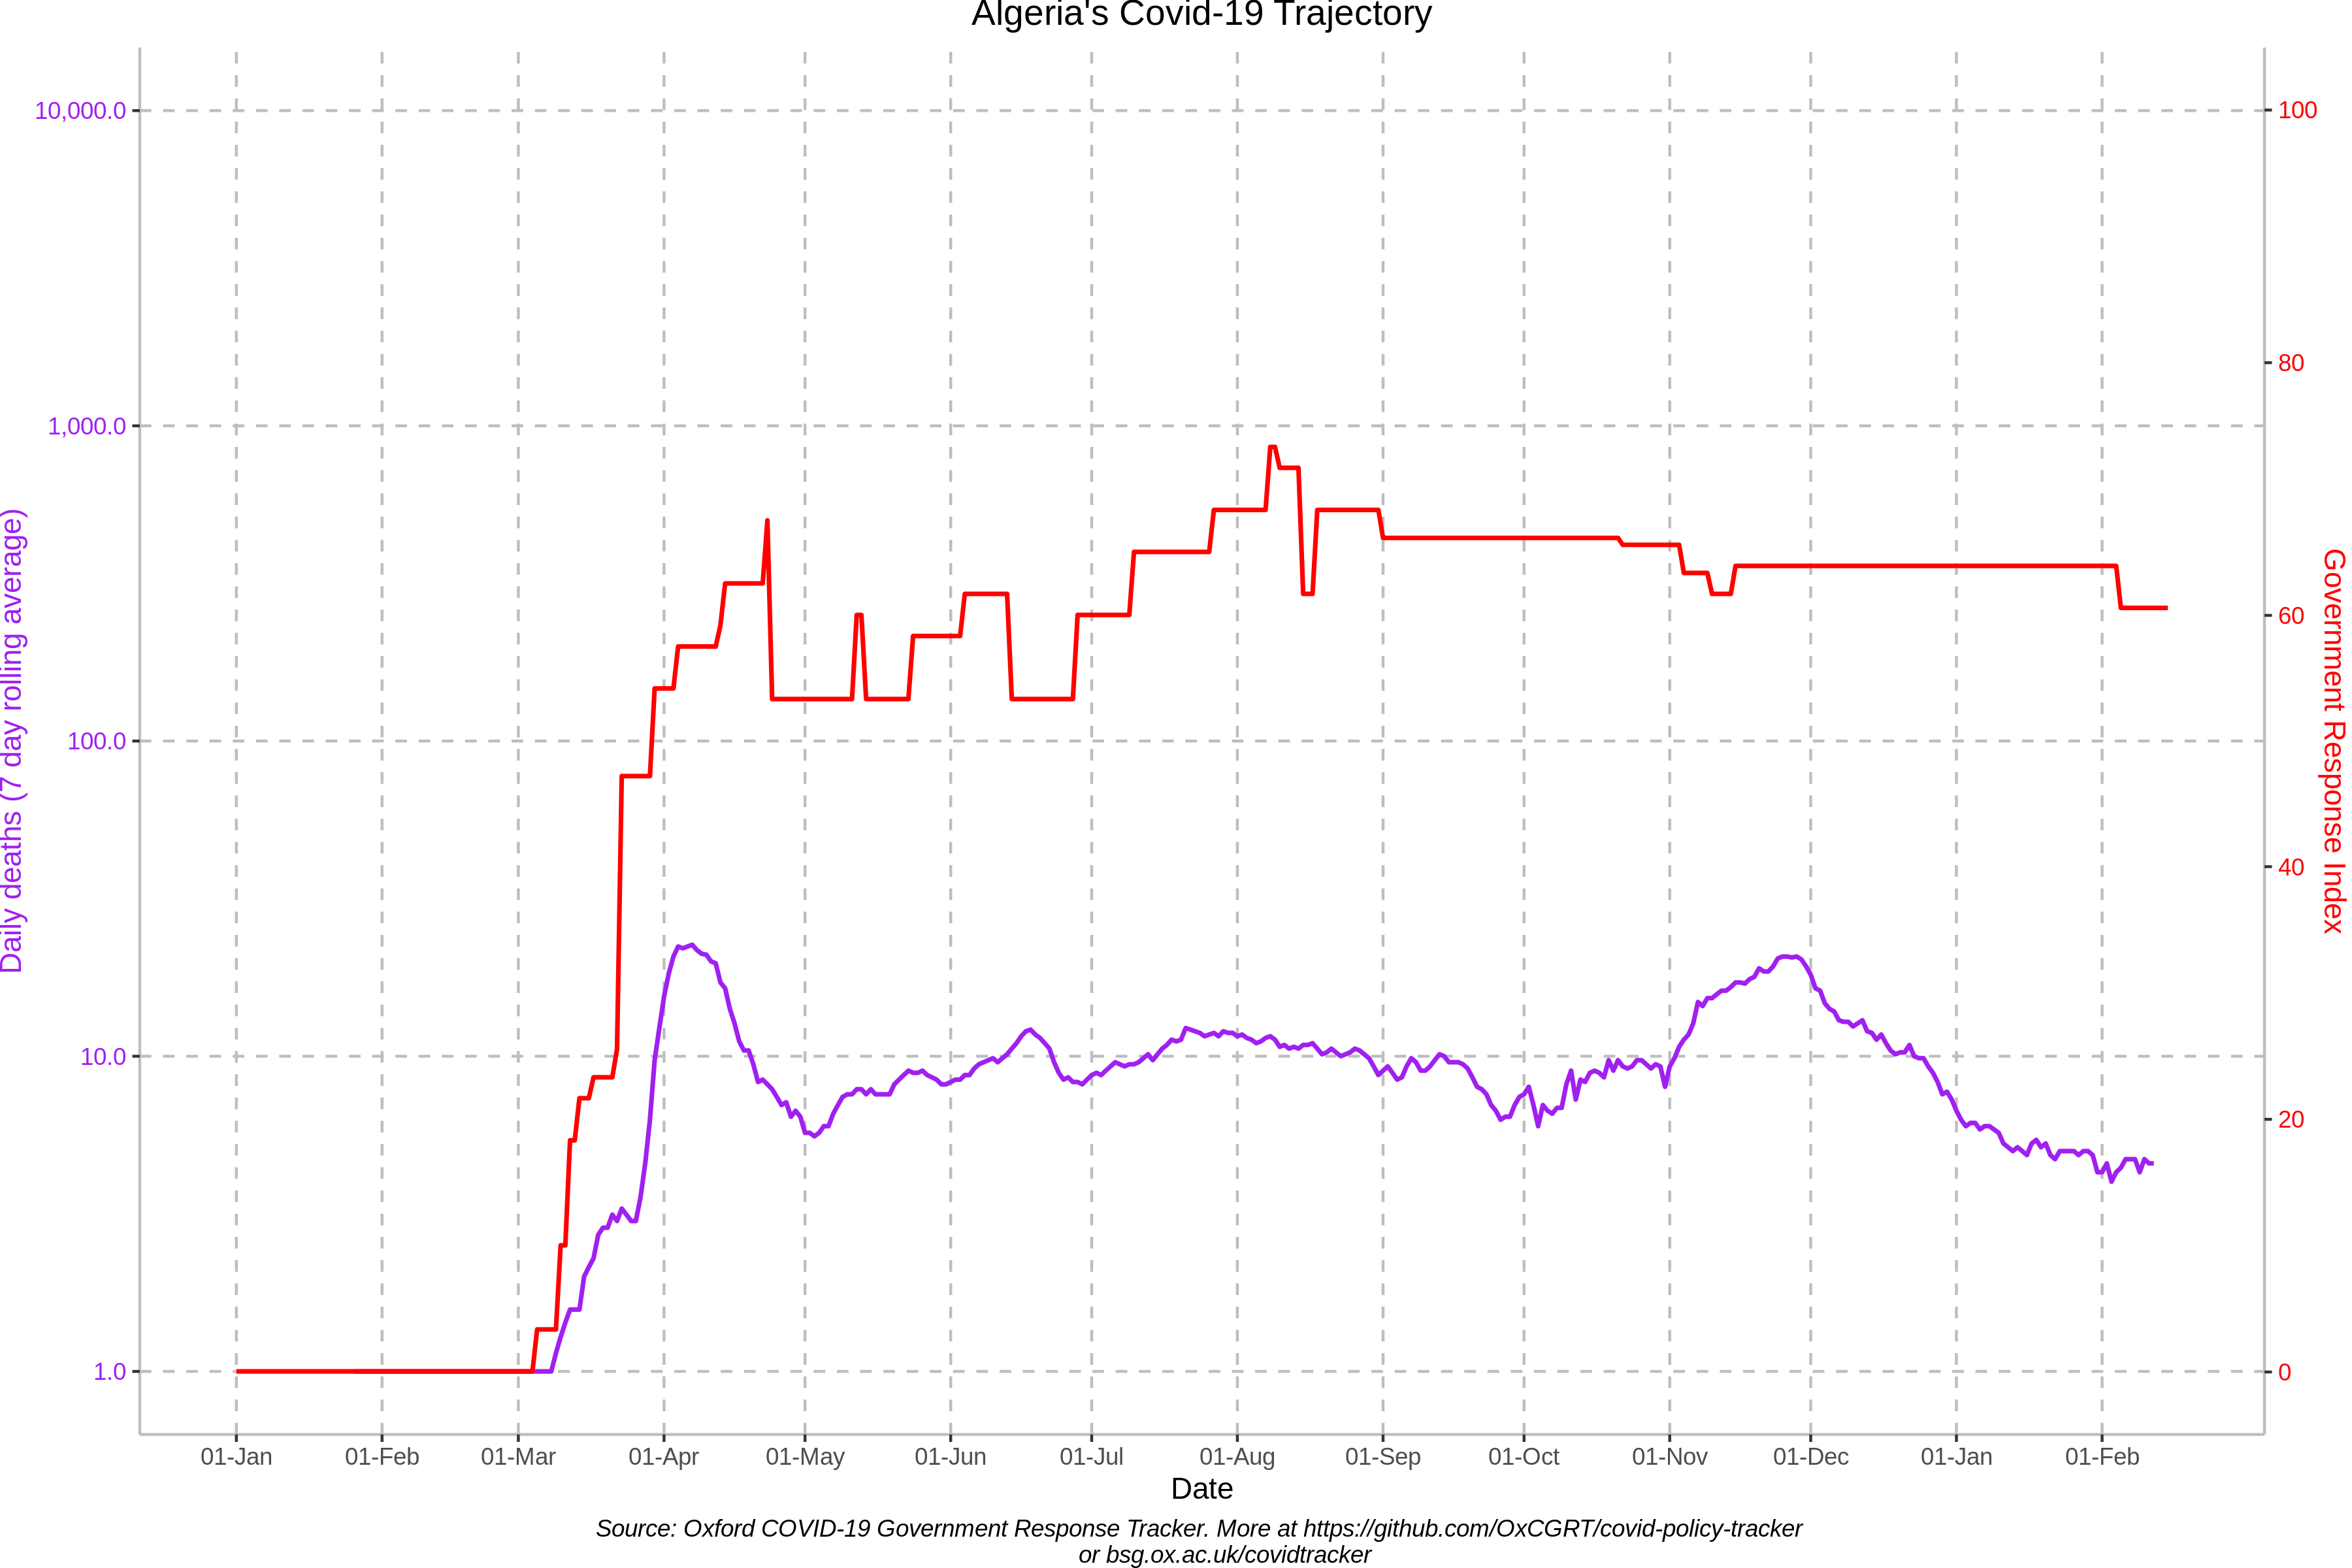 Algeria's Covid-19 Trajectory
10,000.0
1,000.0
100.0
10.0
1.0
Daily deaths (7 day rolling average)
100
80
60
40
20
0
Government Response Index
01-Jan 01-Feb 01-Mar 01-Apr 01-May 01-Jun 01-Jul 01-Aug 01-Sep 01-Oct 01-Nov 01-Dec 01-Jan 01-Feb
Date
Source: Oxford COVID-19 Government Response Tracker. More at https://github.com/OxCGRT/covid-policy-tracker
or bsg.ox.ac.uk/covidtracker